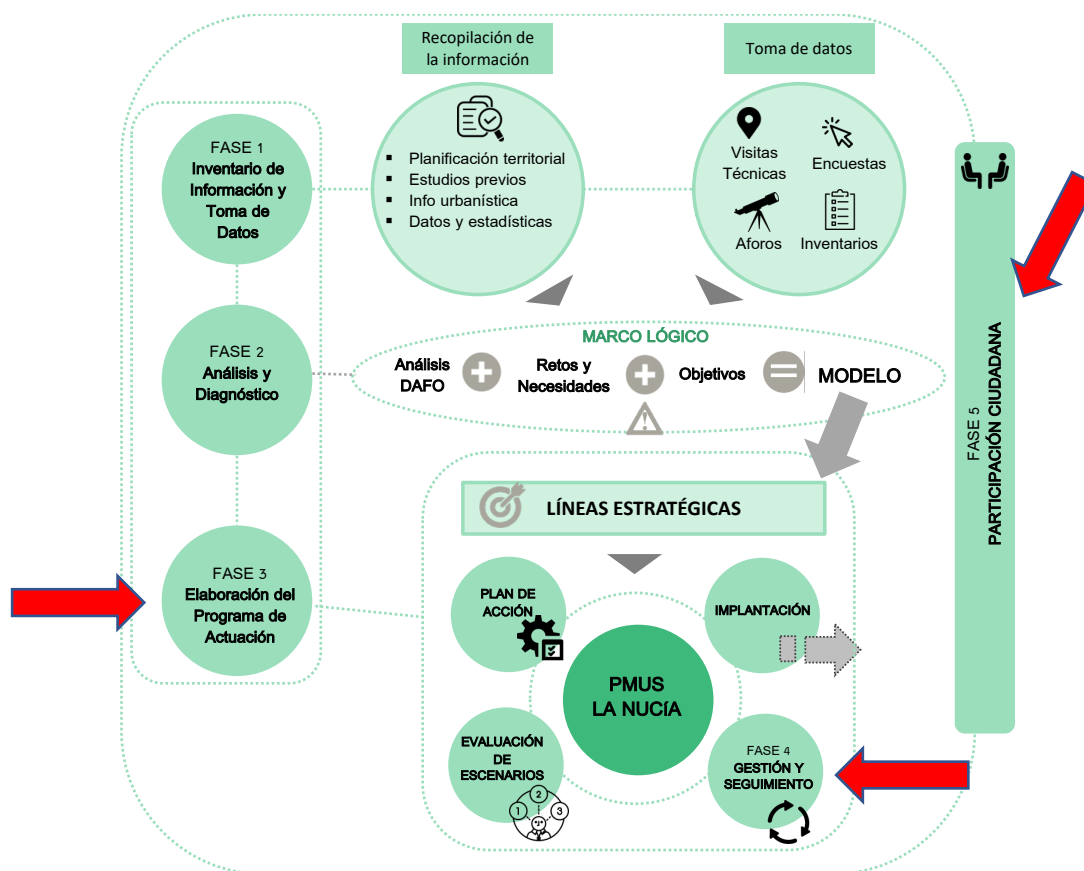 Recopilación de
la información
Toma de datos
FASE 1
Inventario de
Información y
Toma de
Datos
Planificación territorial
Estudios previos
Info urbanística
Datos y estadísticas
Visitas
Técnicas
Encuestas
Aforos
Inventarios
FASE 2
Análisis y
Diagnóstico
MARCO LÓGICO
Análisis
DAFO
Retos y
Necesidades
Objetivos
MODELO
FASE 5
PARTICIPACIÓN CIUDADANA
LÍNEAS ESTRATÉGICAS
FASE 3
Elaboración del
Programa de
Actuación
PLAN DE
ACCIÓN
IMPLANTACIÓN
PMUS
LA NUCíA
EVALUACIÓN
DE
ESCENARIOS
1
2
3
FASE 4
GESTIÓN Y
SEGUIMIENTO